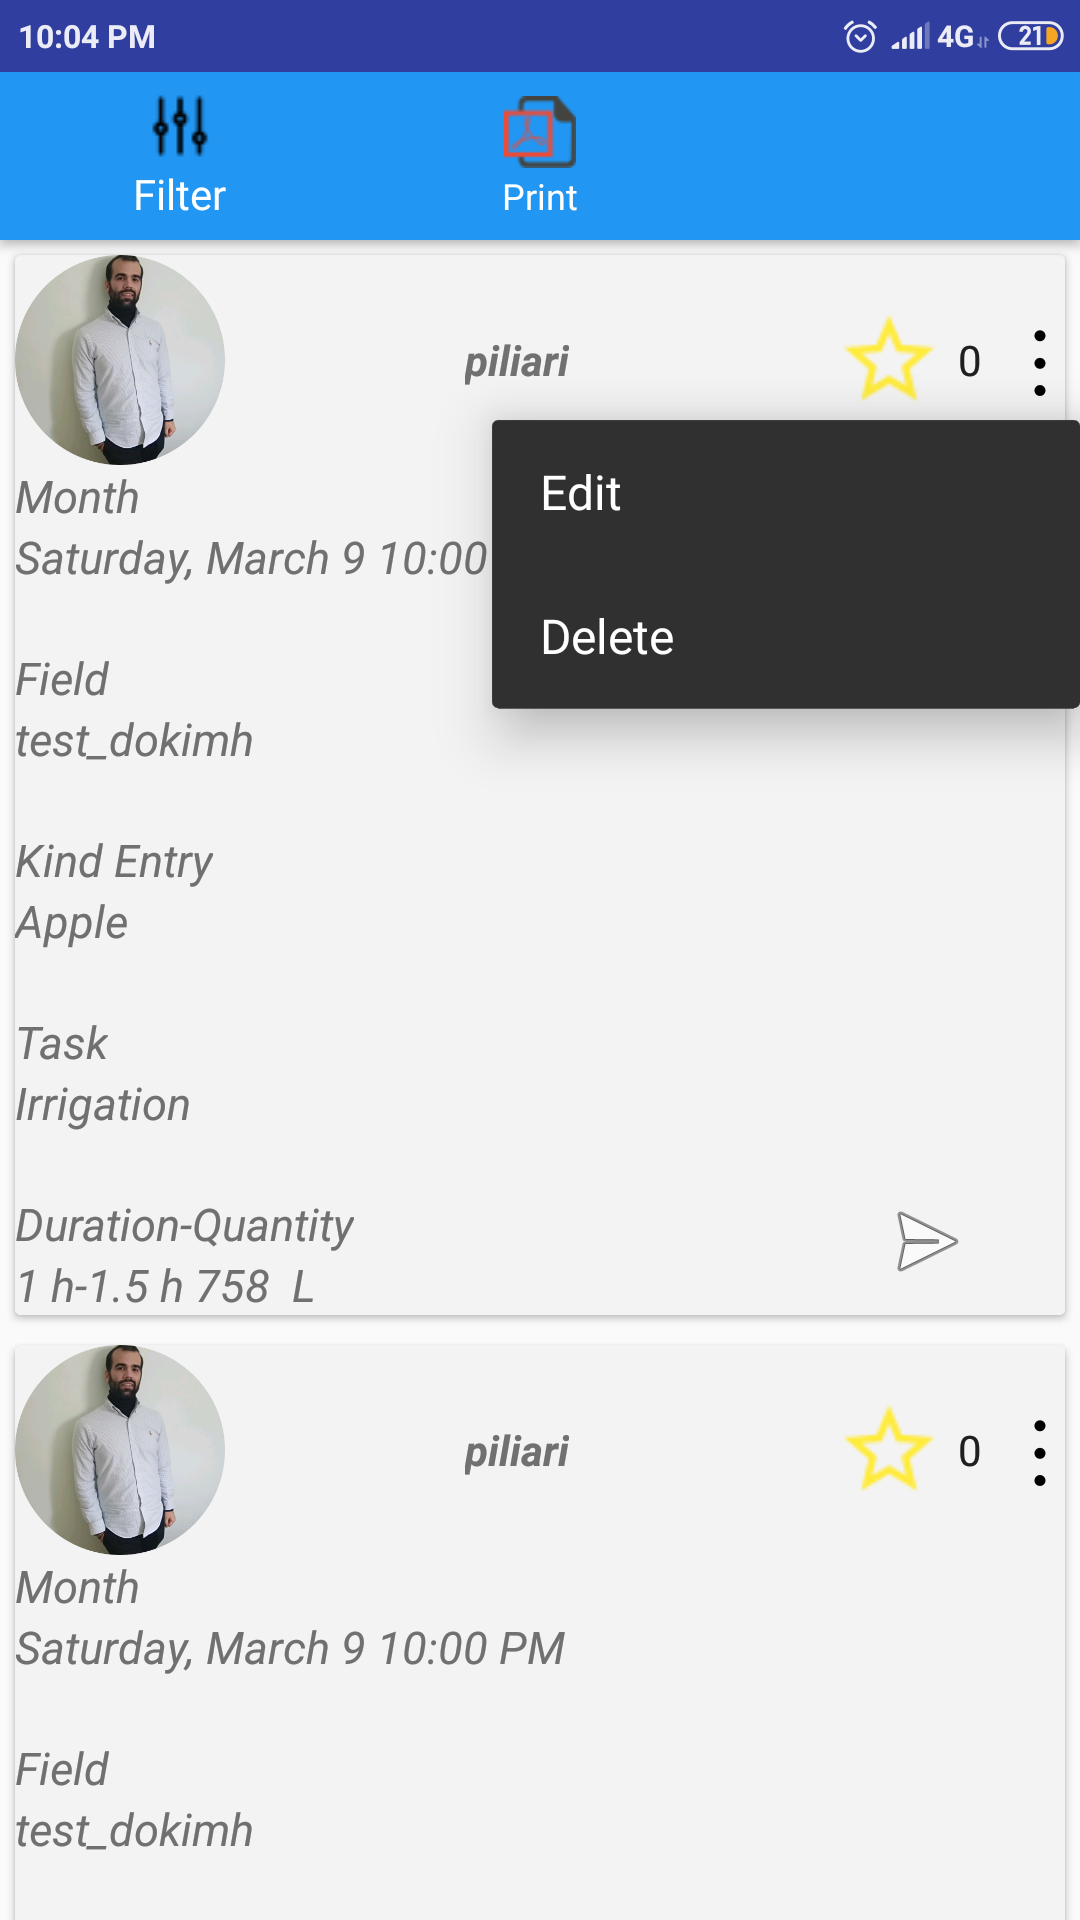 10:04 PM 4G 21
Filter Print
piliari 0
Edit
Delete
Month
Saturday, March 9 10:00
Field
test_dokimh
Kind Entry
Apple
Task
Irrigation
Duration-Quantity
1 h-1.5 h 758 L
piliari 0
Month
Saturday, March 9 10:00 PM
Field
test_dokimh